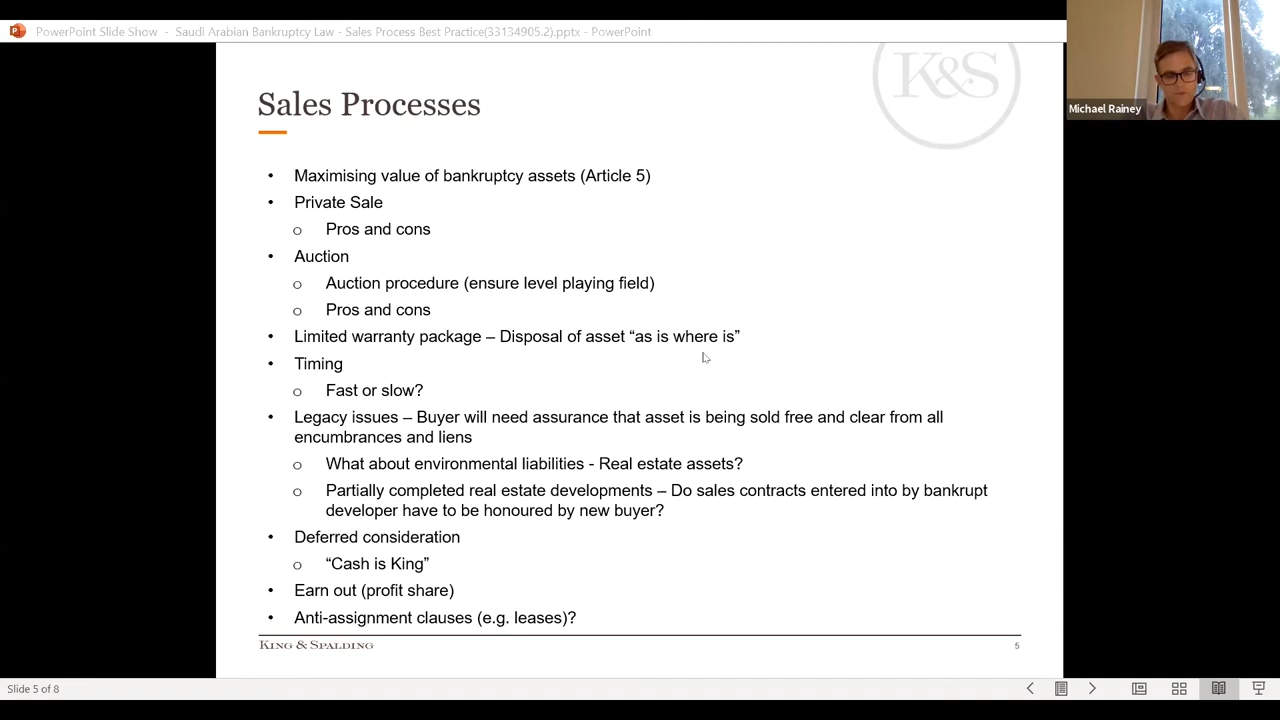 PowerPoint Slide Show - Saudi Arabian Bankruptcy Law - Sales Process Best Practice(33134905.2).pptx - PowerPoint
K&S
Michael Rainey
Sales Processes
• Maximising value of bankruptcy assets (Article 5)
• Private Sale
o Pros and cons
• Auction
o Auction procedure (ensure level playing field)
o Pros and cons
• Limited warranty package – Disposal of asset “as is where is”
• Timing
o Fast or slow?
• Legacy issues – Buyer will need assurance that asset is being sold free and clear from all
encumbrances and liens
o What about environmental liabilities - Real estate assets?
o Partially completed real estate developments – Do sales contracts entered into by bankrupt
developer have to be honoured by new buyer?
• Deferred consideration
o “Cash is King”
• Earn out (profit share)
• Anti-assignment clauses (e.g. leases)?
KING & SPALDING
5
Slide 5 of 8